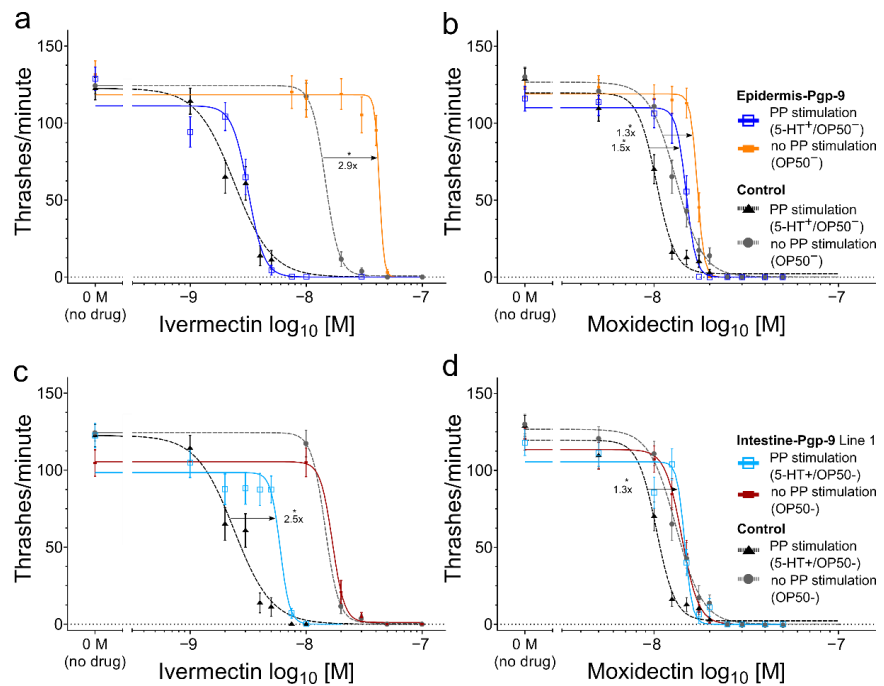 a
150
100
50
0
Thrashes/minute
*
2.9x
0 M
(no drug)
-9
-8
-7
Ivermectin log10 [M]
b
150
100
50
0
Thrashes/minute
*
1.3x
*
1.5x
0 M
(no drug)
-8
-7
Moxidectin log10 [M]
Epidermis-Pgp-9
PP stimulation
(5-HT+/OP50−)
no PP stimulation
(OP50−)
Control
PP stimulation
(5-HT+/OP50−)
no PP stimulation
(OP50−)
c
150
100
50
0
Thrashes/minute
*
2.5x
0 M
(no drug)
-9
-8
-7
Ivermectin log10 [M]
d
150
100
50
0
Thrashes/minute
*
1.3x
0 M
(no drug)
-8
-7
Moxidectin log10 [M]
Intestine-Pgp-9 Line 1
PP stimulation
(5-HT+/OP50-)
no PP stimulation
(OP50-)
Control
PP stimulation
(5-HT+/OP50-)
no PP stimulation
(OP50-)